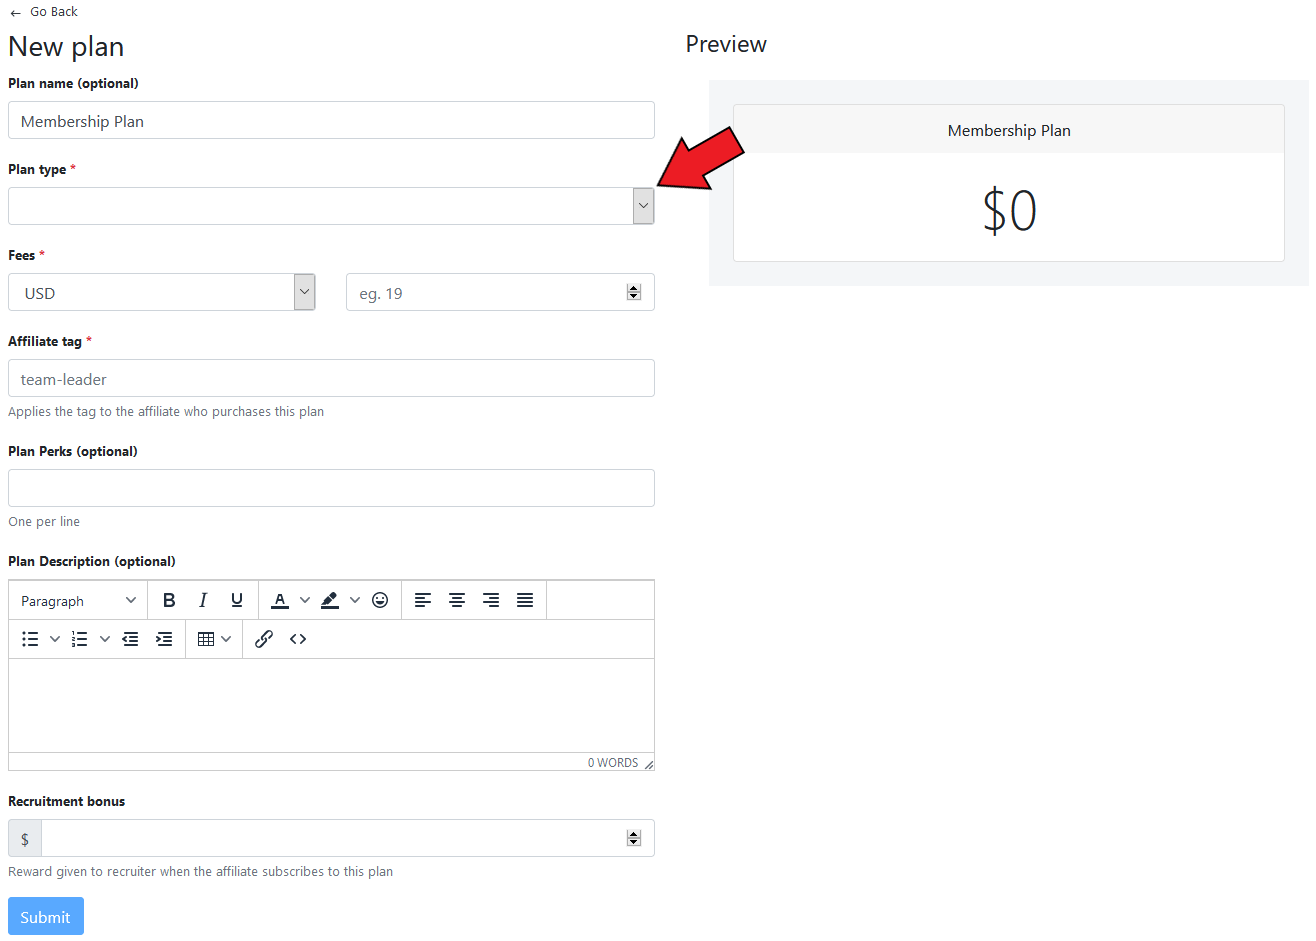 ← Go Back
New plan
Plan name (optional)
Membership Plan
Plan type *
Fees *
USD
eg. 19
Affiliate tag *
team-leader
Applies the tag to the affiliate who purchases this plan
Plan Perks (optional)
One per line
Plan Description (optional)
Paragraph B I U A
0 WORDS
Recruitment bonus
$
Reward given to recruiter when the affiliate subscribes to this plan
Submit
Preview
Membership Plan
$0